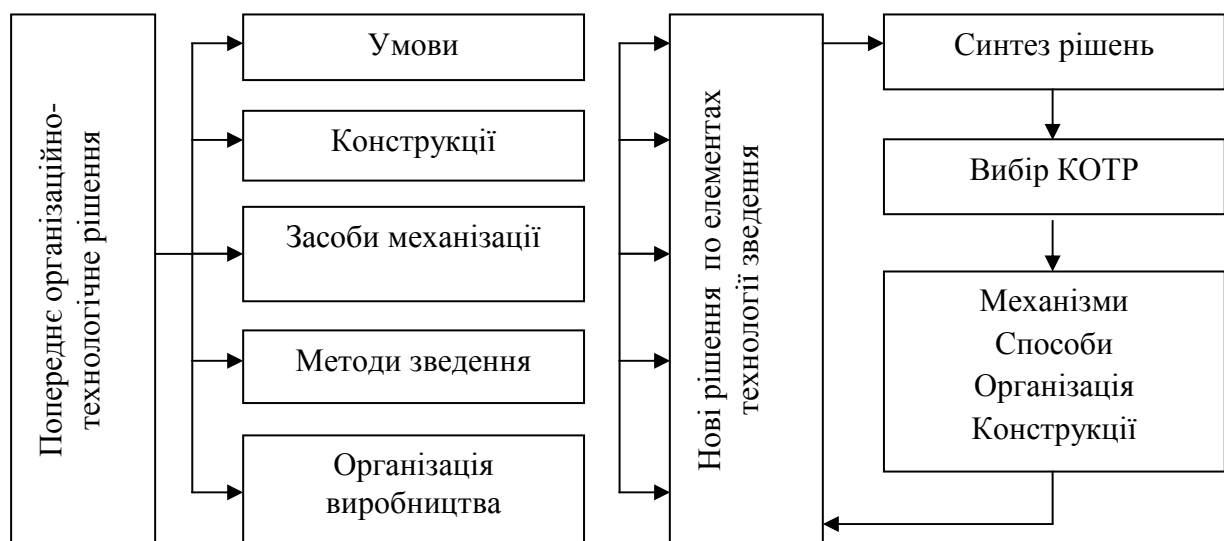 Попереднє організаційно-
технологічне рішення
Умови
Конструкції
Засоби механізації
Методи зведення
Організація
виробництва
Нові рішення по елементах
технології зведення
Синтез рішень
Вибір КОТР
Механізми
Способи
Організація
Конструкції